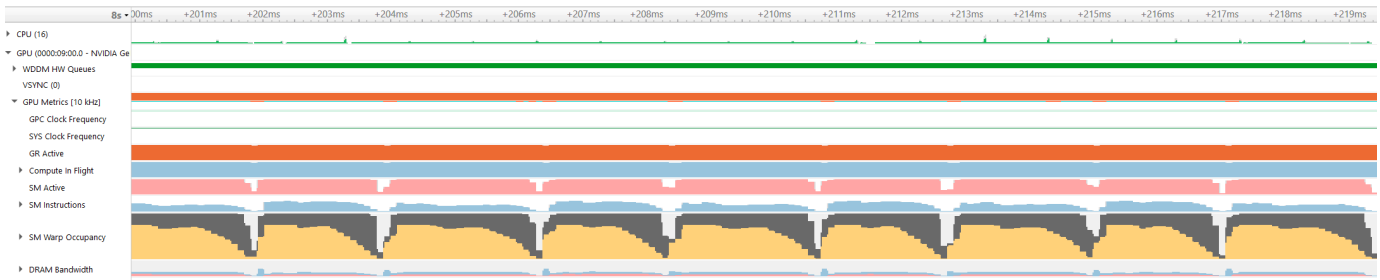 8s 00ms +201ms +202ms +203ms +204ms +205ms +206ms +207ms +208ms +209ms +210ms +211ms +212ms +213ms +214ms +215ms +216ms +217ms +218ms +219ms
CPU (16)
GPU (0000:09:00.0 - NVIDIA Ge
WDDM HW Queues
VSYNC (0)
GPU Metrics [10 kHz]
GPC Clock Frequency
SYS Clock Frequency
GR Active
Compute In Flight
SM Active
SM Instructions
SM Warp Occupancy
DRAM Bandwidth